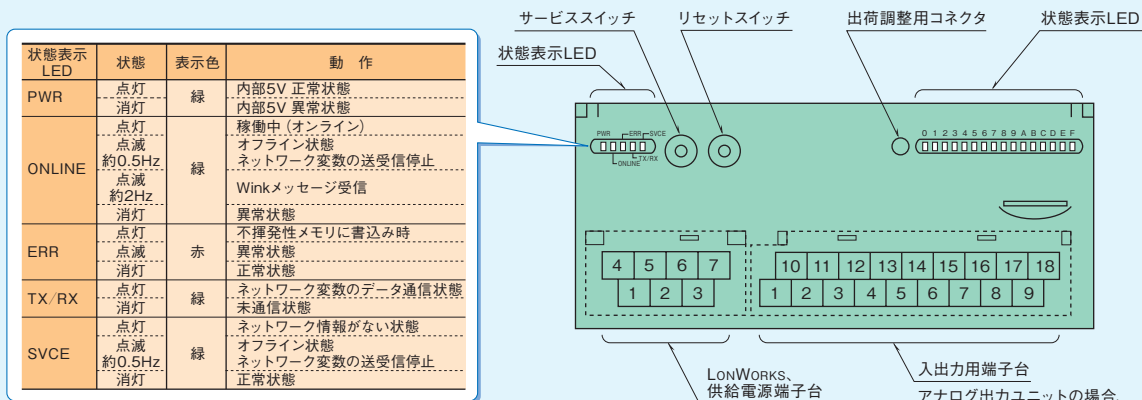 サービススイッチ
リセットスイッチ
出荷調整用コネクタ
状態表示LED
状態表示LED
状態表示LED 状態 表示色 動 作
PWR 点灯 緑 内部5V 正常状態
消灯 内部5V 異常状態
ONLINE 点灯 緑 稼働中(オンライン)
点滅 約0.5Hz オフライン状態
ネットワーク変数の送受信停止
点滅 約2Hz Winkメッセージ受信
消灯 異常状態
ERR 点灯 赤 不揮発性メモリに書込み時
点滅 異常状態
消灯 正常状態
TX/RX 点灯 緑 ネットワーク変数のデータ通信状態
消灯 未通信状態
SVCE 点灯 緑 ネットワーク情報がない状態
点滅 約0.5Hz オフライン状態
ネットワーク変数の送受信停止
消灯 正常状態
PWR ERR SVCE
ONLINE TX/RX
0 1 2 3 4 5 6 7 8 9 A B C D E F
4 5 6 7
1 2 3
10 11 12 13 14 15 16 17 18
1 2 3 4 5 6 7 8 9
LONWORKS、
供給電源端子台
入出力用端子台
アナログ出力ユニットの場合、